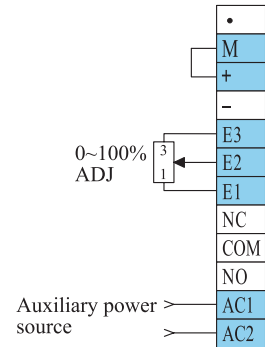 •
M
+
−
E3
3
0~100%
E2
ADJ
1
E1
NC
COM
NO
Auxiliary power
AC1
source
AC2